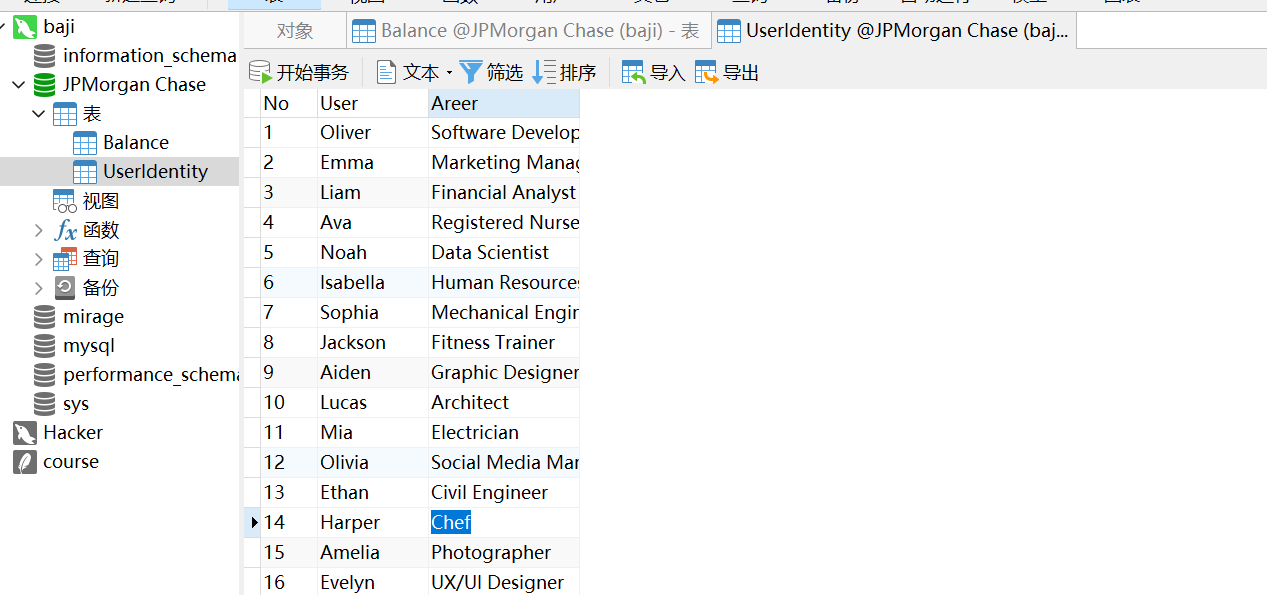 baji
information_schema
JPMorgan Chase
表
Balance
UserIdentity
视图
函数
查询
备份
mirage
mysql
performance_schema
sys
Hacker
course
对象
Balance @JPMorgan Chase (baji) - 表
UserIdentity @JPMorgan Chase (baj...
开始事务
文本
筛选
排序
导入
导出
No User Areer
1 Oliver Software Develop
2 Emma Marketing Manag
3 Liam Financial Analyst
4 Ava Registered Nurse
5 Noah Data Scientist
6 Isabella Human Resources
7 Sophia Mechanical Engin
8 Jackson Fitness Trainer
9 Aiden Graphic Designer
10 Lucas Architect
11 Mia Electrician
12 Olivia Social Media Man
13 Ethan Civil Engineer
14 Harper Chef
15 Amelia Photographer
16 Evelyn UX/UI Designer